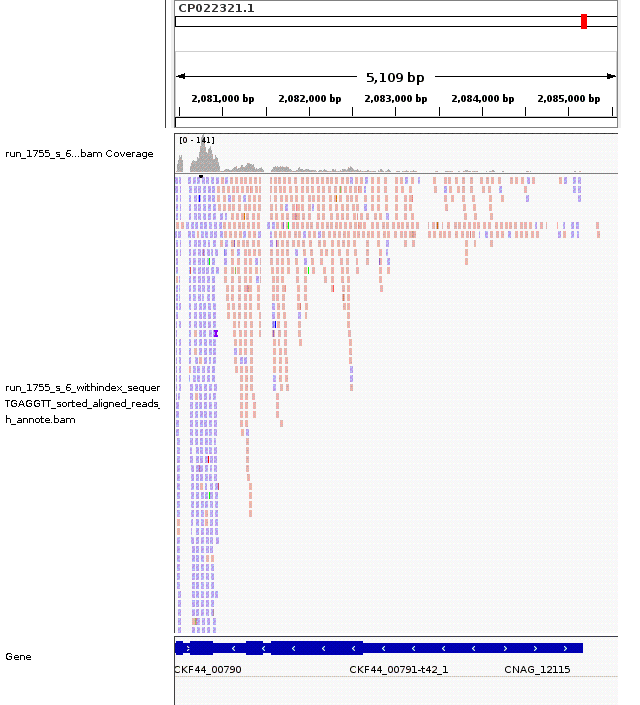 CP022321.1
5,109 bp
2,081,000 bp 2,082,000 bp 2,083,000 bp 2,084,000 bp 2,085,000 bp
[0 - 141]
run_1755_s_6...bam Coverage
run_1755_s_6_withindex_sequer
TGAGGTT_sorted_aligned_reads_
h_annote.bam
Gene
CKF44_00790 CKF44_00791-t42_1 CNAG_12115